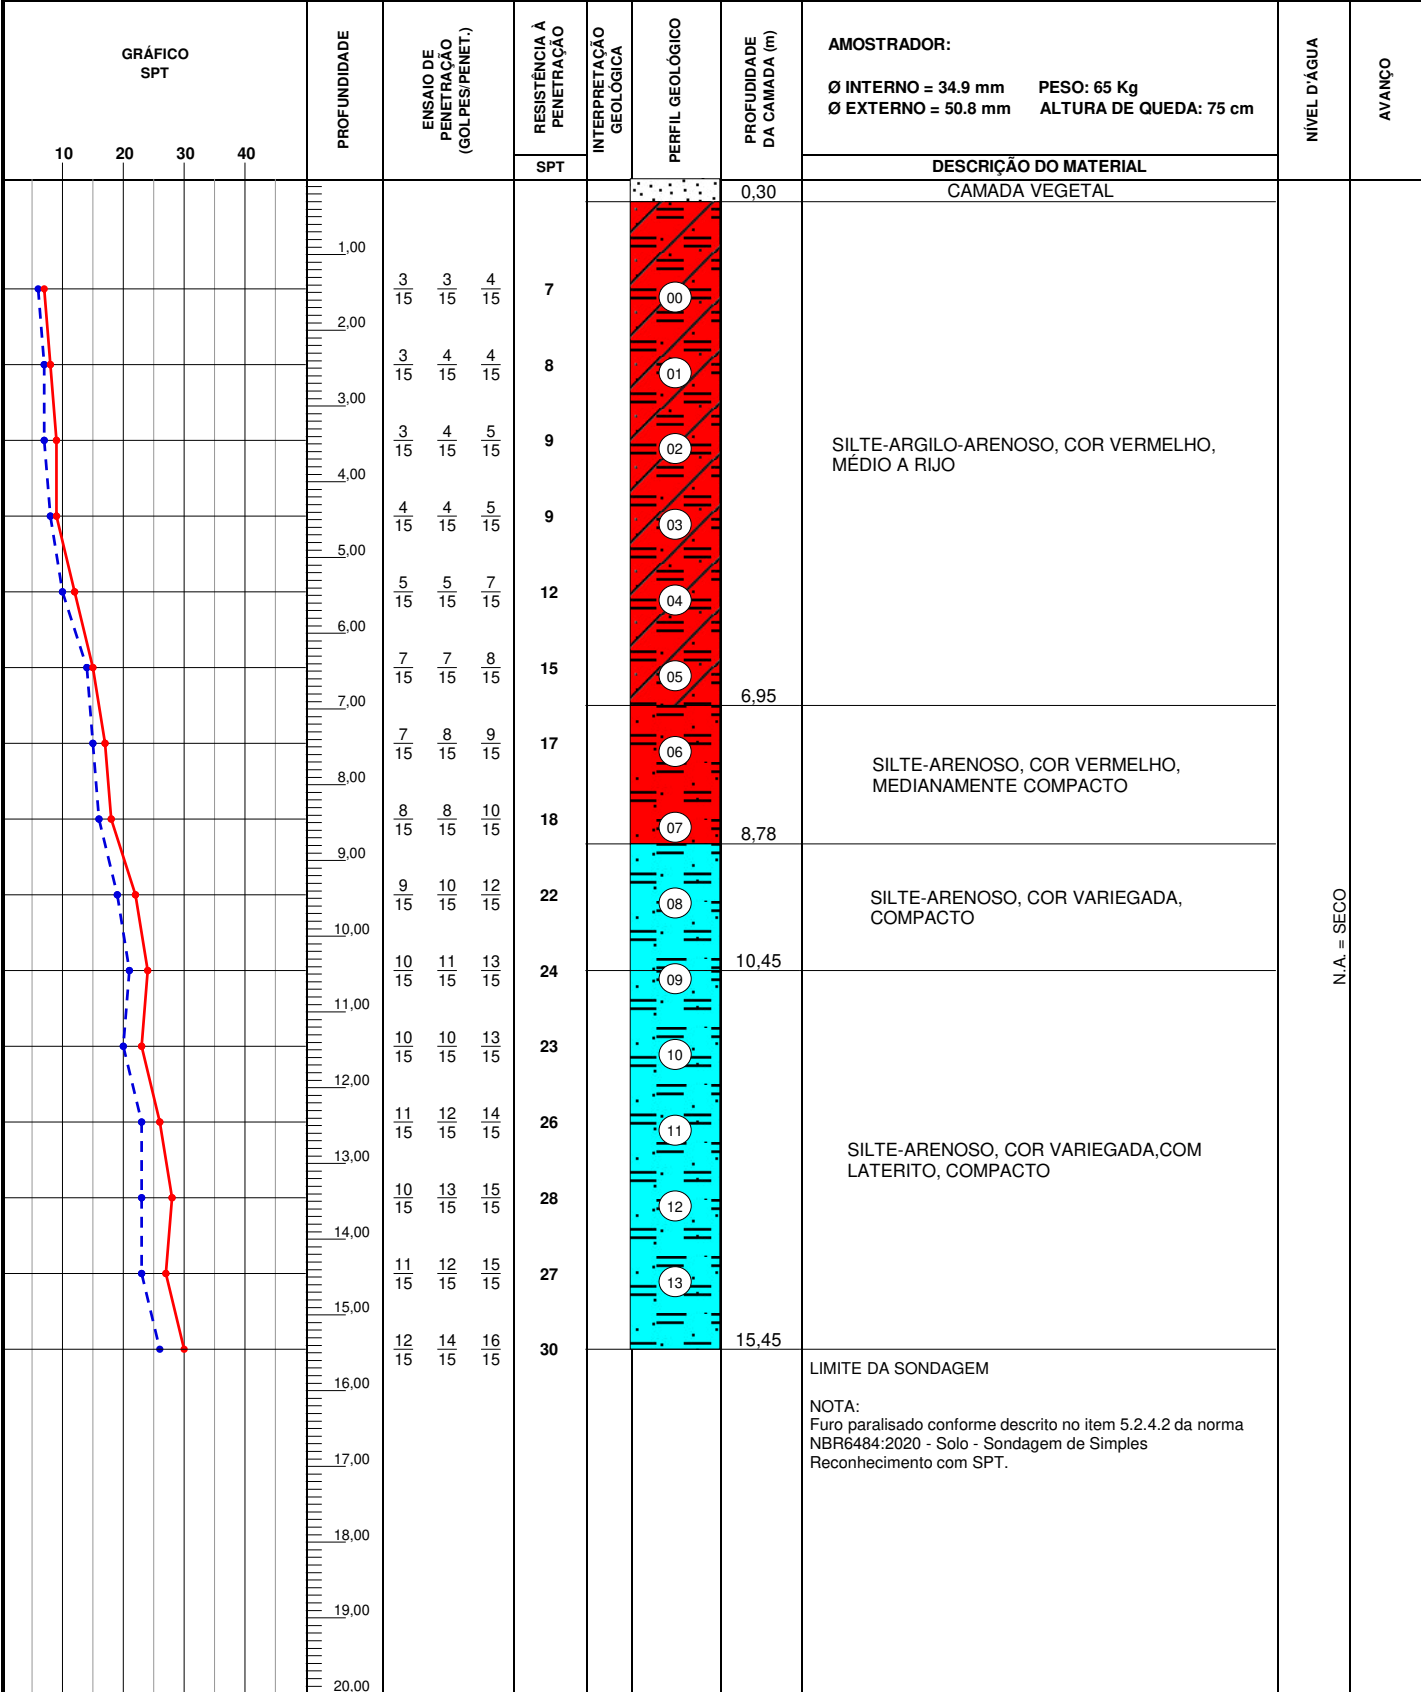 GRÁFICO
SPT
10 20 30 40
PROFUNDIDADE
ENSAIO DE
PENETRAÇÃO
(GOLPES/PENET.)
RESISTÊNCIA À
PENETRAÇÃO
SPT
INTERPRETAÇÃO
GEOLÓGICA
PERFIL GEOLÓGICO
PROFUDIDADE
DA CAMADA (m)
AMOSTRADOR:
Ø INTERNO = 34.9 mm PESO: 65 Kg
Ø EXTERNO = 50.8 mm ALTURA DE QUEDA: 75 cm
DESCRIÇÃO DO MATERIAL
NÍVEL D'ÁGUA
AVANÇO
0,30 CAMADA VEGETAL
1,00
3/15 3/15 4/15 7 00
2,00
3/15 4/15 4/15 8 01
3,00
3/15 4/15 5/15 9 02
SILTE-ARGILO-ARENOSO, COR VERMELHO,
MÉDIO A RIJO
4,00
4/15 4/15 5/15 9 03
5,00
5/15 5/15 7/15 12 04
6,00
7/15 7/15 8/15 15 05
6,95
7,00
7/15 8/15 9/15 17 06
SILTE-ARENOSO, COR VERMELHO,
MEDIANAMENTE COMPACTO
8,00
8/15 8/15 10/15 18 07
8,78
9,00
9/15 10/15 12/15 22 08
SILTE-ARENOSO, COR VARIEGADA,
COMPACTO
10,00
10,45
10/15 11/15 13/15 24 09
11,00
10/15 10/15 13/15 23 10
12,00
11/15 12/15 14/15 26 11
SILTE-ARENOSO, COR VARIEGADA,COM
LATERITO, COMPACTO
13,00
10/15 13/15 15/15 28 12
14,00
11/15 12/15 15/15 27 13
15,00
15,45
12/15 14/15 16/15 30
N.A. = SECO
LIMITE DA SONDAGEM
16,00
NOTA:
Furo paralisado conforme descrito no item 5.2.4.2 da norma
NBR6484:2020 - Solo - Sondagem de Simples
Reconhecimento com SPT.
17,00
18,00
19,00
20,00